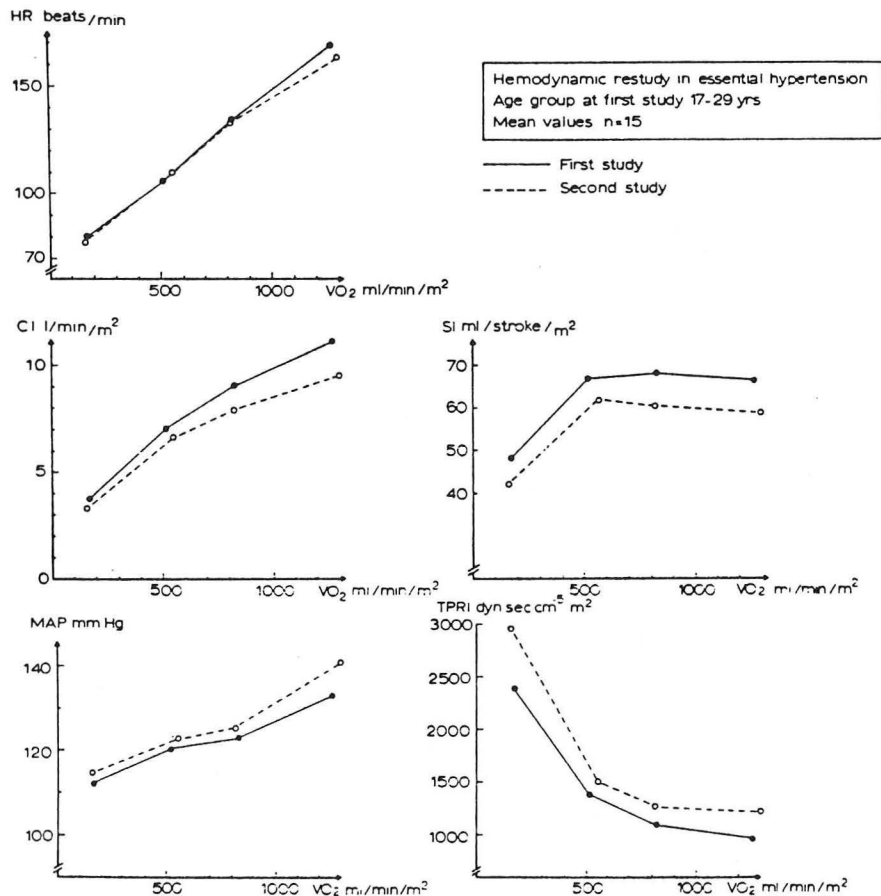 HR beats/min
150
100
70
500
1000
VO₂ ml/min/m²
Hemodynamic restudy in essential hypertension
Age group at first study 17-29 yrs
Mean values n=15
First study
Second study
CI l/min/m²
10
5
0
500
1000
VO₂ ml/min/m²
SI ml/stroke/m²
70
60
50
40
500
1000
VO₂ ml/min/m²
MAP mm Hg
140
120
100
500
1000
VO₂ ml/min/m²
TPRI dyn sec cm⁻⁵ m²
3000
2500
2000
1500
1000
500
1000
VO₂ ml/min/m²